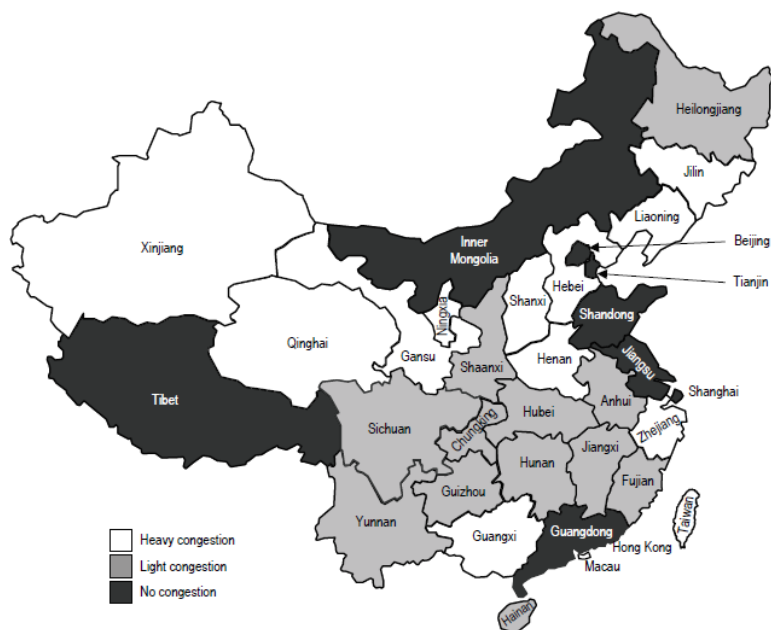 Heilongjiang
Jilin
Liaoning
Beijing
Inner
Mongolia
Xinjiang
Hebei
Tianjin
Ningxia
Shanxi
Shandong
Qinghai
Gansu
Henan
Jiangsu
Shaanxi
Shanghai
Tibet
Anhui
Sichuan
Chungking
Hubei
Zhejiang
Hunan
Jiangxi
Guizhou
Fujian
Yunnan
Taiwan
Guangxi
Guangdong
Hong Kong
Macau
Hainan
Heavy congestion
Light congestion
No congestion